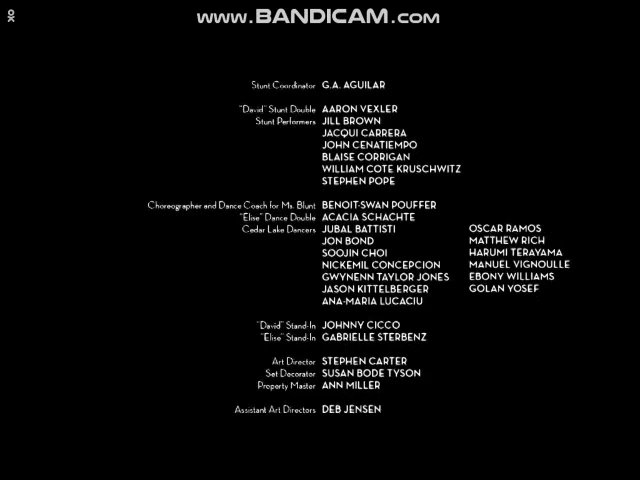 www.BANDICAM.com
XO
Stunt Coordinator G.A. AGUILAR
"David" Stunt Double AARON VEXLER
Stunt Performers JILL BROWN
JACQUI CARRERA
JOHN CENATIEMPO
BLAISE CORRIGAN
WILLIAM COTE KRUSCHWITZ
STEPHEN POPE
Choreographer and Dance Coach for Ms. Blunt BENOIT-SWAN POUFFER
"Elise" Dance Double ACACIA SCHACHTE
Cedar Lake Dancers JUBAL BATTISTI OSCAR RAMOS
JON BOND MATTHEW RICH
SOOJIN CHOI HARUMI TERAYAMA
NICKEMIL CONCEPCION MANUEL VIGNOULLE
GWYNENN TAYLOR JONES EBONY WILLIAMS
JASON KITTELBERGER GOLAN YOSEF
ANA-MARIA LUCACIU
"David" Stand-In JOHNNY CICCO
"Elise" Stand-In GABRIELLE STERBENZ
Art Director STEPHEN CARTER
Set Decorator SUSAN BODE TYSON
Property Master ANN MILLER
Assistant Art Directors DEB JENSEN